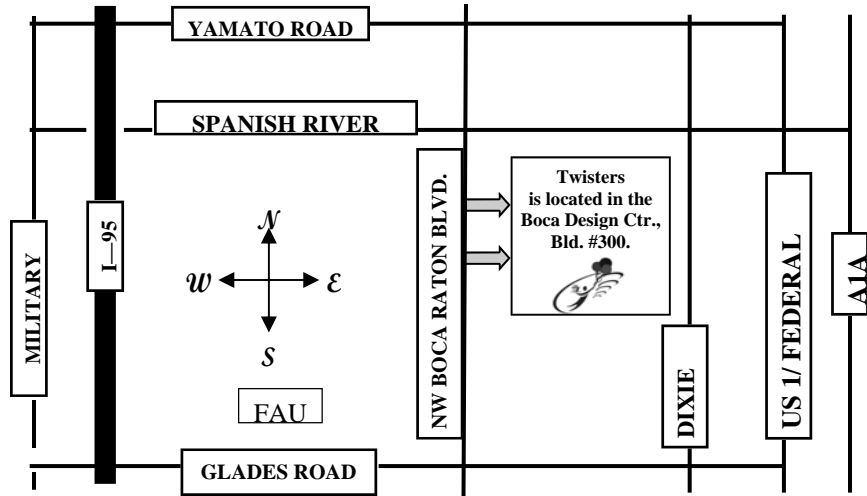 YAMATO ROAD
SPANISH RIVER
Twisters
is located in the
Boca Design Ctr.,
Bld. #300.
MILITARY
I—95
N
W
E
S
FAU
NW BOCA RATON BLVD.
DIXIE
US 1/ FEDERAL
A1A
GLADES ROAD